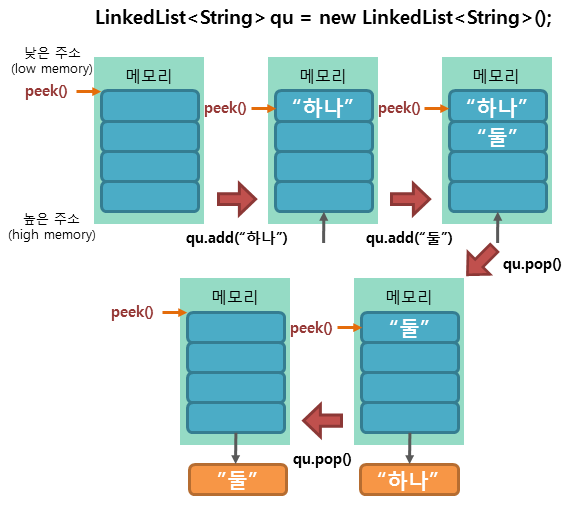 LinkedList<String> qu = new LinkedList<String>();
낮은 주소
(low memory)
peek()
메모리
peek()
메모리
“하나”
peek()
메모리
“하나”
“둘”
높은 주소
(high memory)
qu.add(“하나”)
qu.add(“둘”)
qu.pop()
peek()
메모리
peek()
메모리
“둘”
qu.pop()
”둘”
“하나”